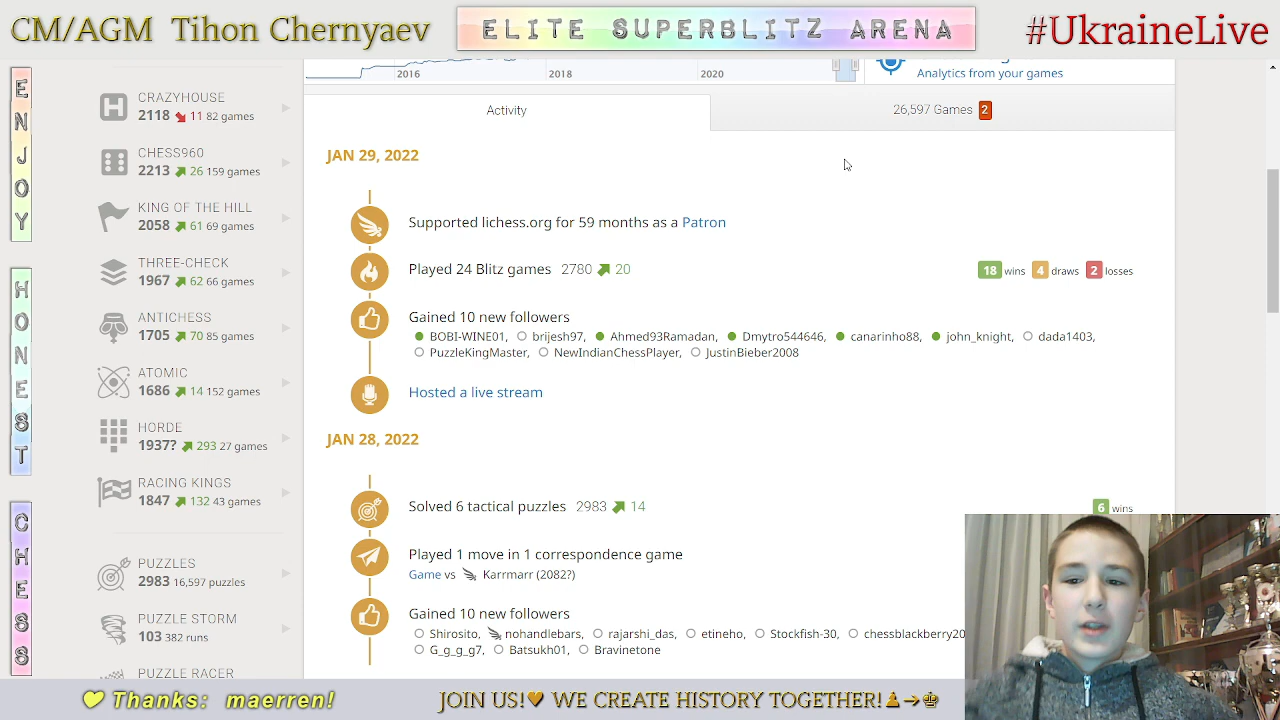 CM/AGM Tihon Chernyaev
ELITE SUPERBLITZ ARENA
#UkraineLive
ENJOY
HONEST
CHESS
2016
2018
2020
Analytics from your games
CRAZYHOUSE
2118 11 82 games
CHESS960
2213 26 159 games
KING OF THE HILL
2058 61 69 games
THREE-CHECK
1967 62 66 games
ANTICHESS
1705 70 85 games
ATOMIC
1686 14 152 games
HORDE
1937? 293 27 games
RACING KINGS
1847 132 43 games
PUZZLES
2983 16,597 puzzles
PUZZLE STORM
103 382 runs
PUZZLE RACER
Activity
26,597 Games 2
JAN 29, 2022
Supported lichess.org for 59 months as a Patron
Played 24 Blitz games 2780 20
18 wins 4 draws 2 losses
Gained 10 new followers
BOBI-WINE01, brijesh97, Ahmed93Ramadan, Dmytro544646, canarinho88, john_knight, dada1403,
PuzzleKingMaster, NewIndianChessPlayer, JustinBieber2008
Hosted a live stream
JAN 28, 2022
Solved 6 tactical puzzles 2983 14
6 wins
Played 1 move in 1 correspondence game
Game vs Karrmarr (2082?)
Gained 10 new followers
Shirosito, nohandlebars, rajarshi_das, etineho, Stockfish-30, chessblackberry20
G_g_g_g7, Batsukh01, Bravinetone
Thanks: maerren!
JOIN US! WE CREATE HISTORY TOGETHER!